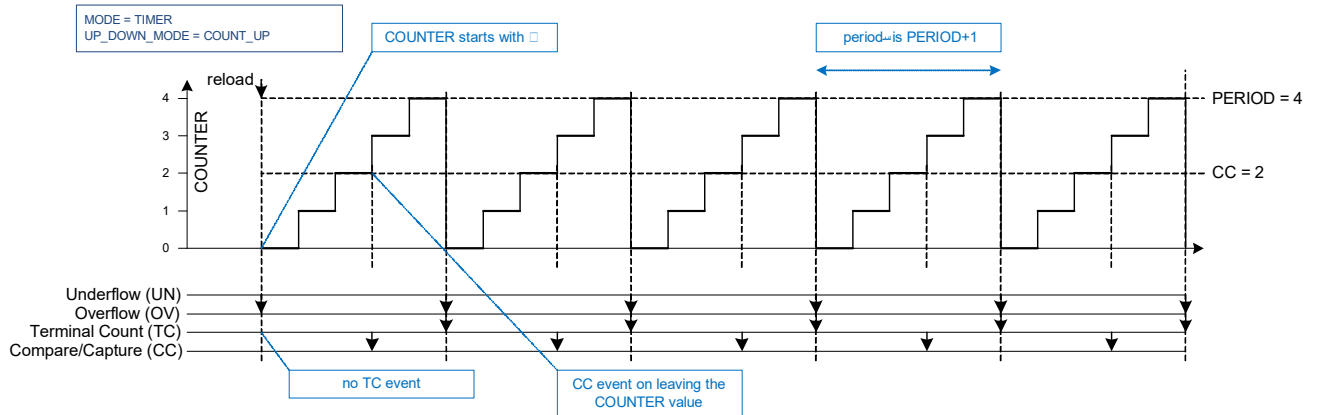 MODE = TIMER
UP_DOWN_MODE = COUNT_UP
COUNTER starts with
period is PERIOD+1
reload
COUNTER
4
3
2
1
0
PERIOD = 4
CC = 2
Underflow (UN)
Overflow (OV)
Terminal Count (TC)
Compare/Capture (CC)
no TC event
CC event on leaving the
COUNTER value